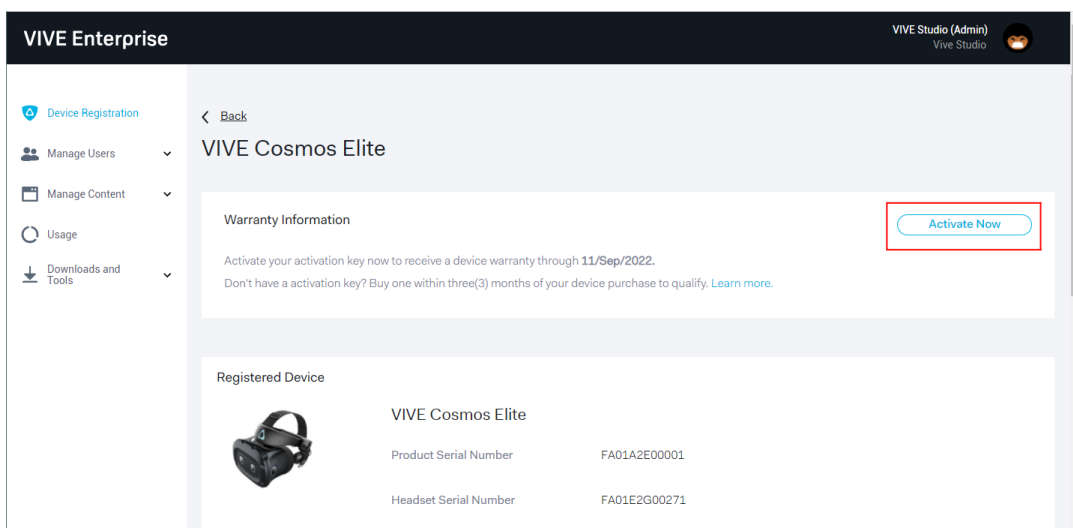 VIVE Enterprise
VIVE Studio (Admin)
Vive Studio
Device Registration
Manage Users
Manage Content
Usage
Downloads and
Tools
Back
VIVE Cosmos Elite
Warranty Information
Activate Now
Activate your activation key now to receive a device warranty through 11/Sep/2022.
Don't have a activation key? Buy one within three(3) months of your device purchase to qualify. Learn more.
Registered Device
VIVE Cosmos Elite
Product Serial Number FA01A2E00001
Headset Serial Number FA01E2G00271